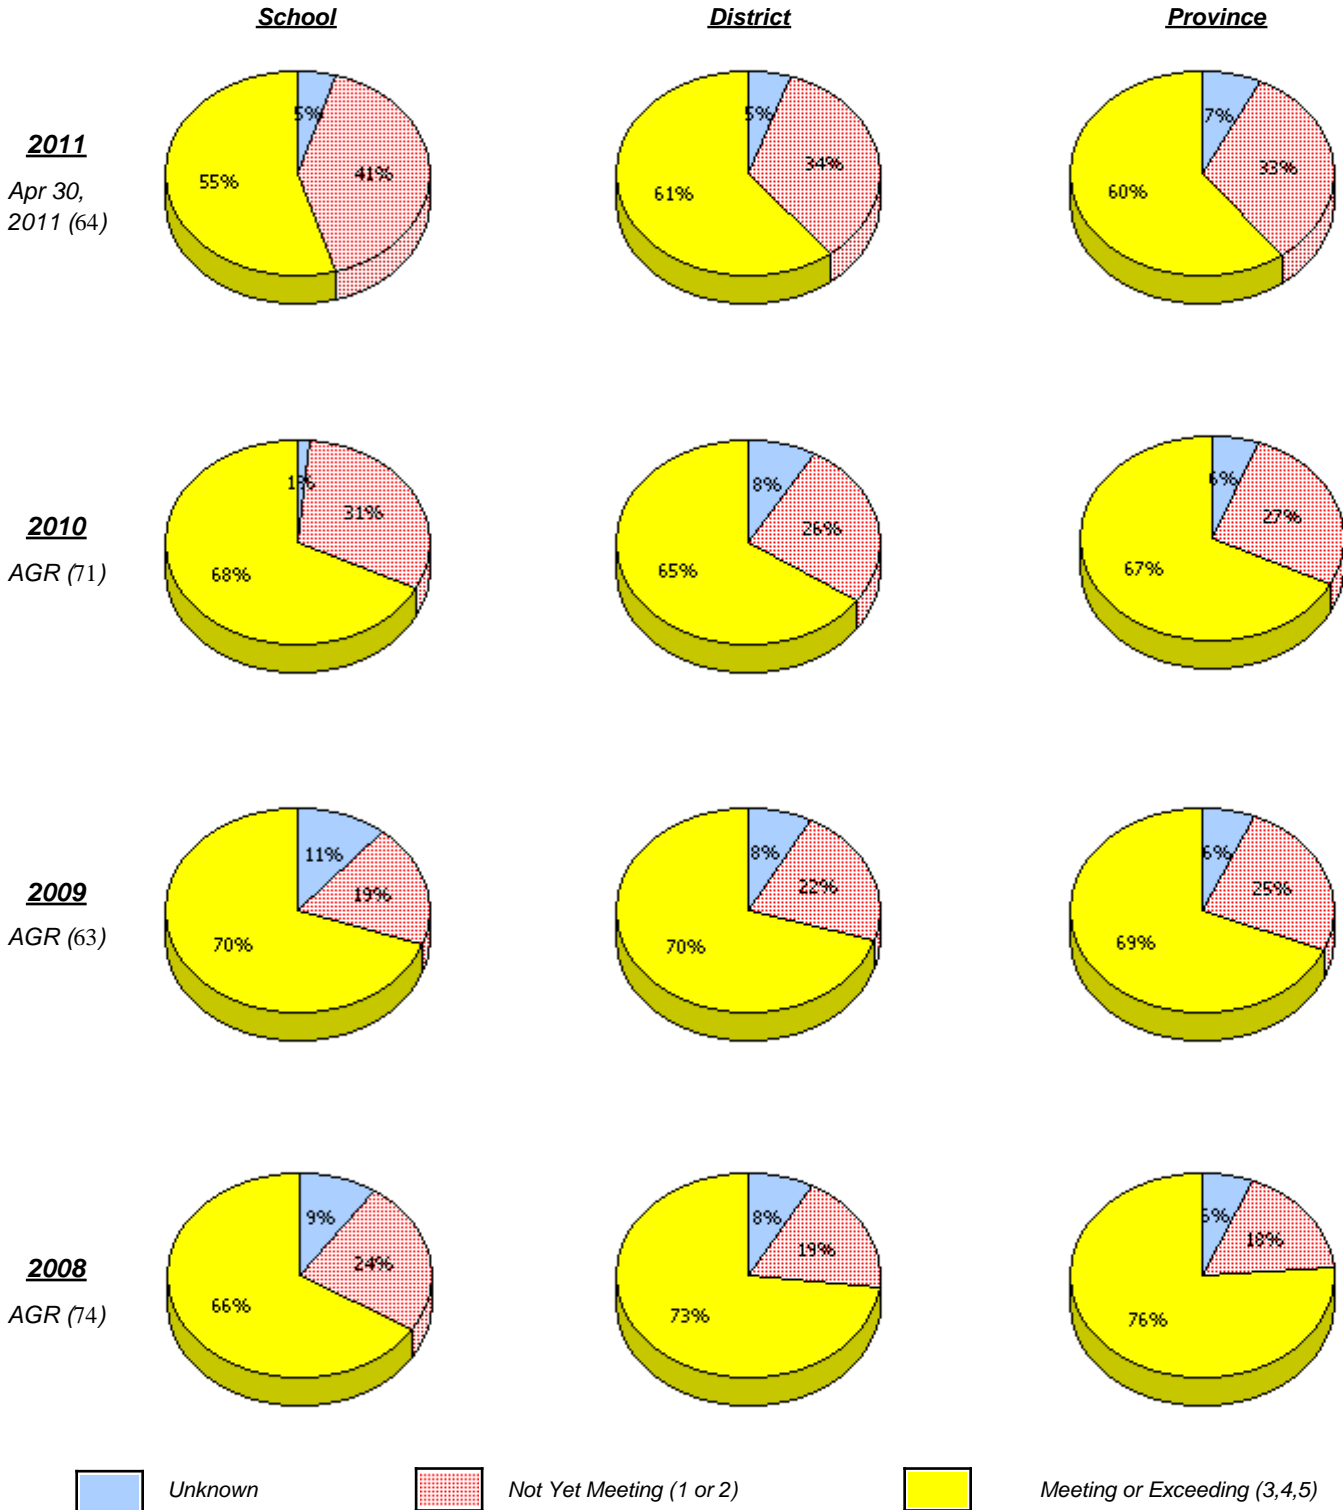 School District Province
2011
Apr 30,
2011 (64)
5% 41% 55%
5% 34% 61%
7% 33% 60%
2010
AGR (71)
1% 31% 68%
8% 26% 65%
6% 27% 67%
2009
AGR (63)
11% 19% 70%
8% 22% 70%
6% 25% 69%
2008
AGR (74)
9% 24% 66%
8% 19% 73%
18% 76%
Unknown Not Yet Meeting (1 or 2) Meeting or Exceeding (3,4,5)